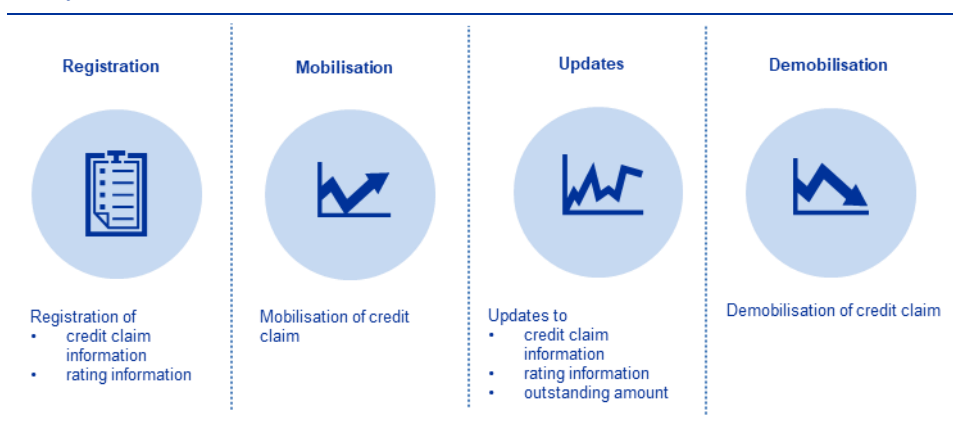 Registration
Registration of
• credit claim
information
• rating information
Mobilisation
Mobilisation of credit
claim
Updates
Updates to
• credit claim
information
• rating information
• outstanding amount
Demobilisation
Demobilisation of credit claim